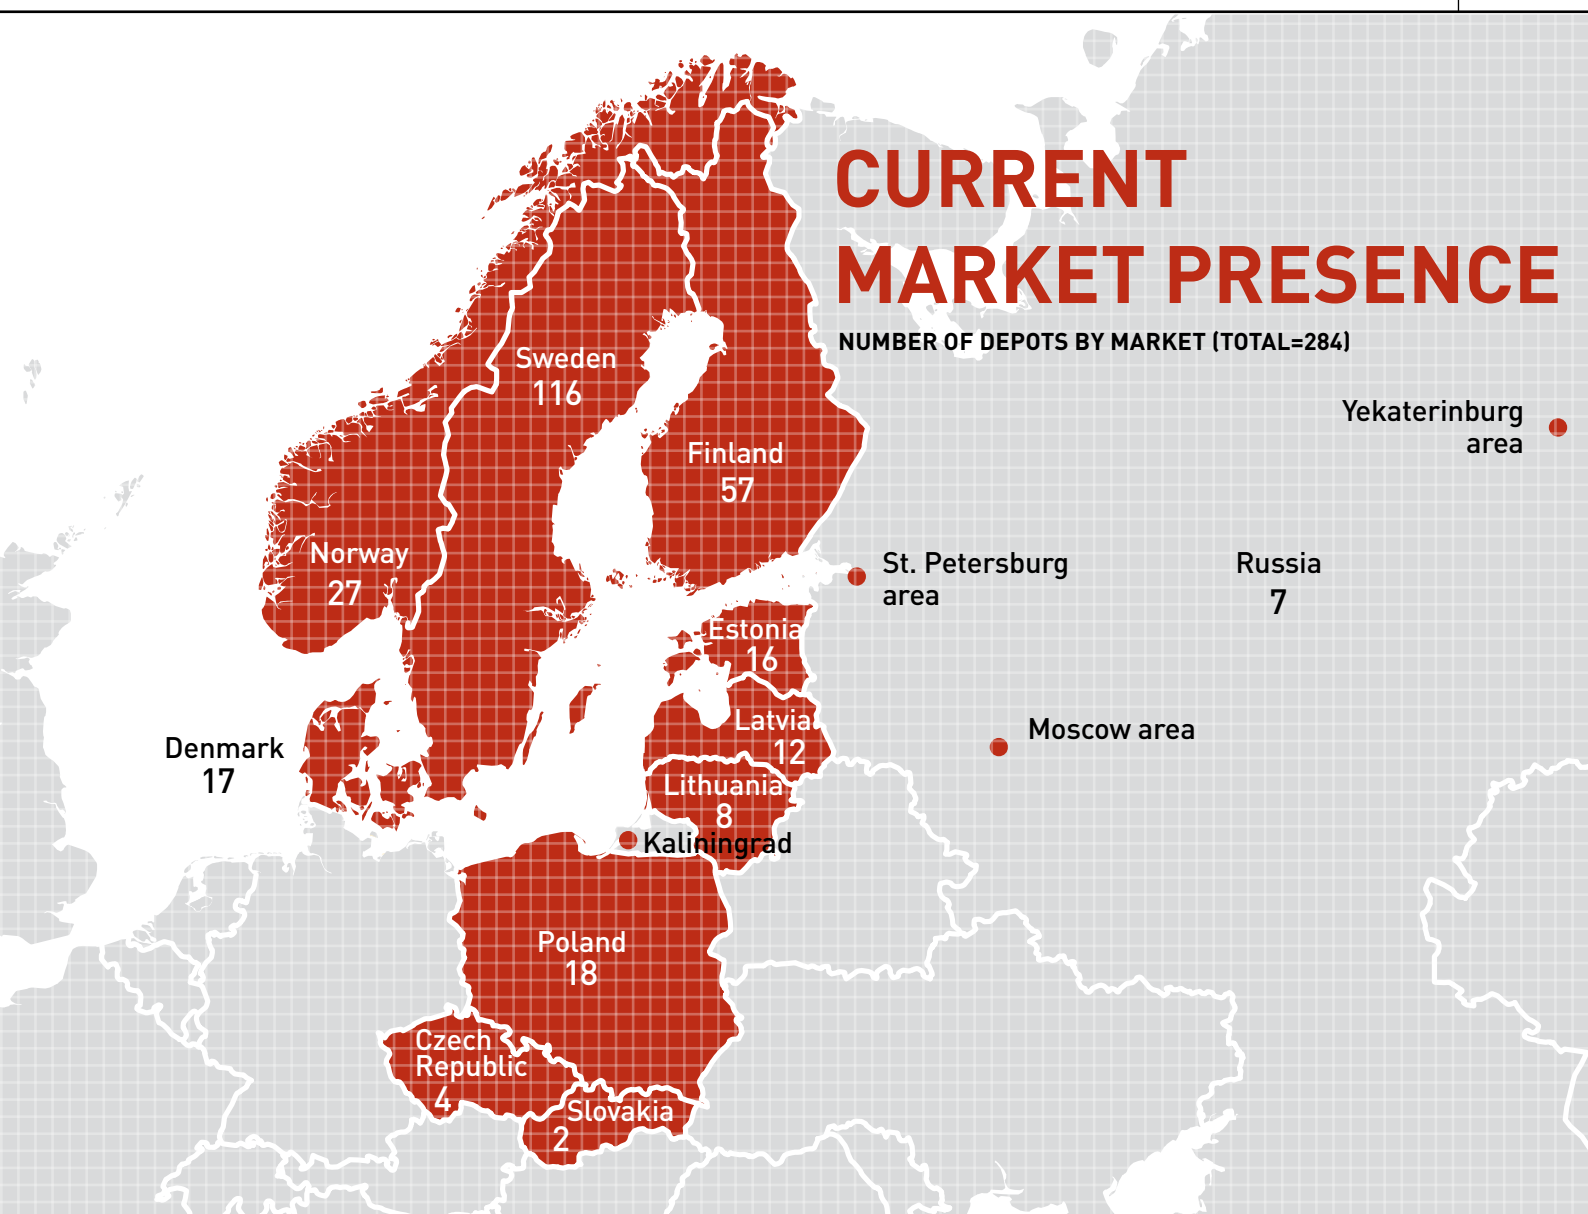 CURRENT
MARKET PRESENCE
NUMBER OF DEPOTS BY MARKET (TOTAL=284)
Sweden
116
Yekaterinburg
area
Finland
57
Norway
27
St. Petersburg
area
Russia
7
Estonia
16
Latvia
12
Moscow area
Denmark
17
Lithuania
8
Kaliningrad
Poland
18
Czech
Republic
4
Slovakia
2